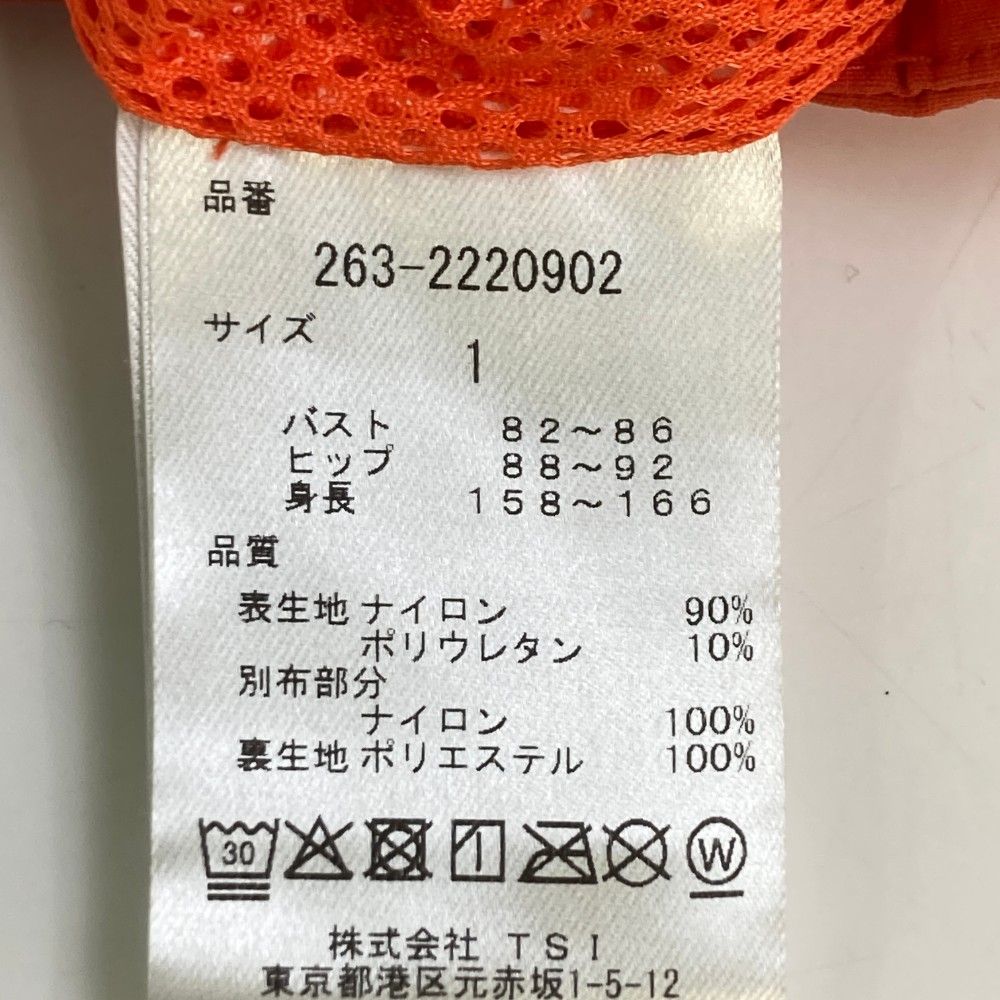 品番
263-2220902
サイズ
1
バスト 82～86
ヒップ 88～92
身長 158～166
品質
表生地 ナイロン 90%
ポリウレタン 10%
別布部分
ナイロン 100%
裏生地 ポリエステル 100%
30 W
株式会社 TSI
東京都港区元赤坂1-5-12